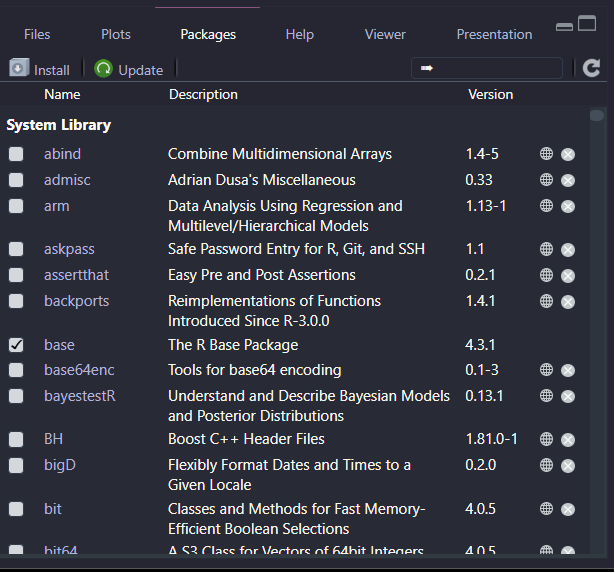 Files Plots Packages Help Viewer Presentation
Install Update
Name Description Version
System Library
abind Combine Multidimensional Arrays 1.4-5
admisc Adrian Dusa's Miscellaneous 0.33
arm Data Analysis Using Regression and 1.13-1
Multilevel/Hierarchical Models
askpass Safe Password Entry for R, Git, and SSH 1.1
assertthat Easy Pre and Post Assertions 0.2.1
backports Reimplementations of Functions 1.4.1
Introduced Since R-3.0.0
base The R Base Package 4.3.1
base64enc Tools for base64 encoding 0.1-3
bayestestR Understand and Describe Bayesian Models 0.13.1
and Posterior Distributions
BH Boost C++ Header Files 1.81.0-1
bigD Flexibly Format Dates and Times to a 0.2.0
Given Locale
bit Classes and Methods for Fast Memory- 4.0.5
Efficient Boolean Selections
bit64 A S3 Class for Vectors of 64bit Integers 4.0.5